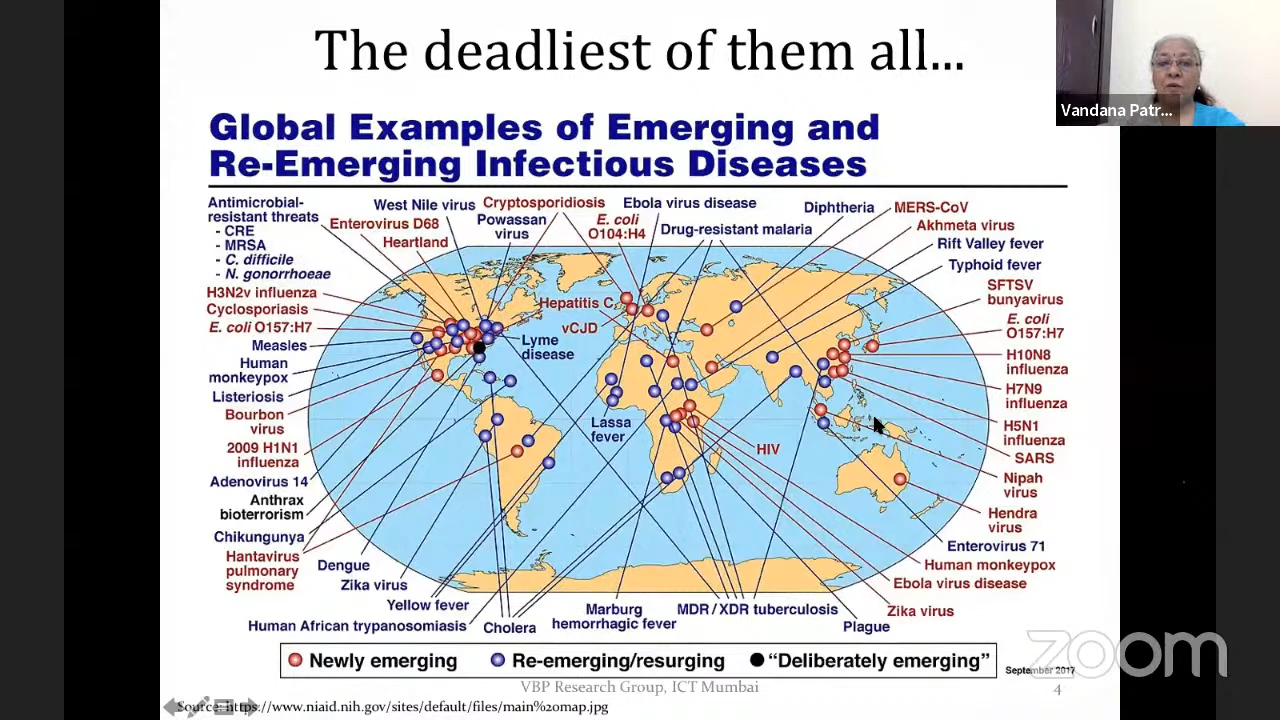 The deadliest of them all...
Vandana Patr...
Global Examples of Emerging and
Re-Emerging Infectious Diseases
Antimicrobial-
resistant threats
- CRE
- MRSA
- C. difficile
- N. gonorrhoeae
West Nile virus
Enterovirus D68
Heartland
Cryptosporidiosis
Powassan
virus
E. coli
O104:H4
Ebola virus disease
Drug-resistant malaria
Diphtheria
MERS-CoV
Akhmeta virus
Rift Valley fever
Typhoid fever
SFTSV
bunyavirus
E. coli
O157:H7
H10N8
influenza
H7N9
influenza
H5N1
influenza
SARS
Nipah
virus
Hendra
virus
Enterovirus 71
Human monkeypox
Ebola virus disease
Zika virus
Plague
H3N2v influenza
Cyclosporiasis
E. coli O157:H7
Measles
Human
monkeypox
Listeriosis
Bourbon
virus
2009 H1N1
influenza
Adenovirus 14
Anthrax
bioterrorism
Chikungunya
Hantavirus
pulmonary
syndrome
Dengue
Zika virus
Yellow fever
Human African trypanosomiasis
Cholera
Marburg
hemorrhagic fever
MDR/XDR tuberculosis
Hepatitis C
vCJD
Lyme
disease
Lassa
fever
HIV
Newly emerging
Re-emerging/resurging
"Deliberately emerging"
September 2017
zoom
VBP Research Group, ICT Mumbai
4
Source: https://www.niaid.nih.gov/sites/default/files/main%20map.jpg